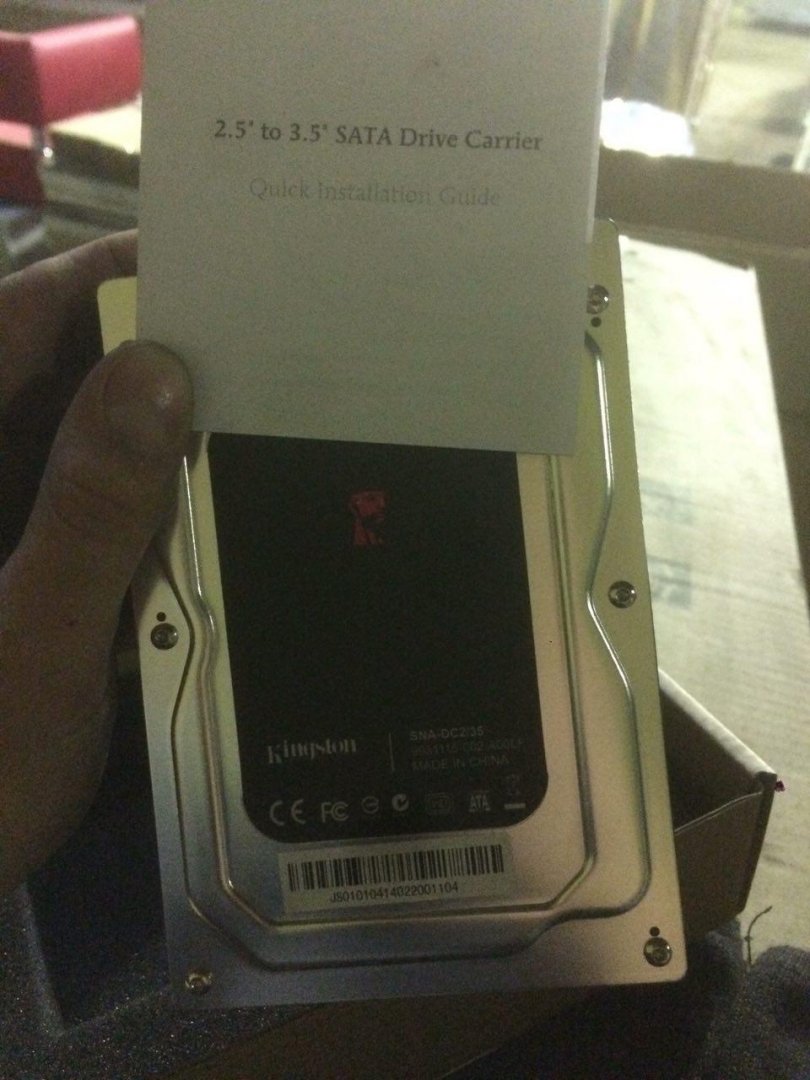 2.5" to 3.5" SATA Drive Carrier
Quick Installation Guide
Kingston
SNA-DC2/35
MADE IN CHINA
CE FC
ATA
JS01010414022001104